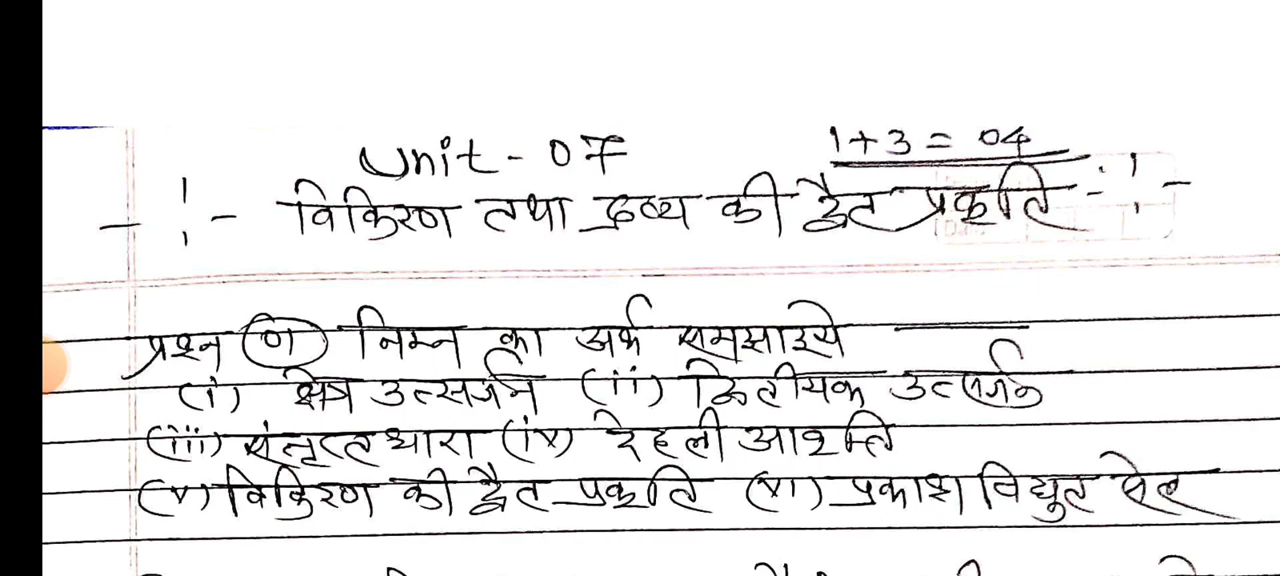 Unit - 07
1+3 = 04
-:- विकिरण तथा द्रव्य की द्वैत प्रकृति -:-
प्रश्न 01 निम्न का अर्थ समझाइये
(i) क्षेत्र उत्सर्जन (ii) द्वितीयक उत्सर्जन
(iii) संतृप्त धारा (iv) देहली आवृत्ति
(v) विकिरण की द्वैत प्रकृति (vi) प्रकाश विद्युत सेल